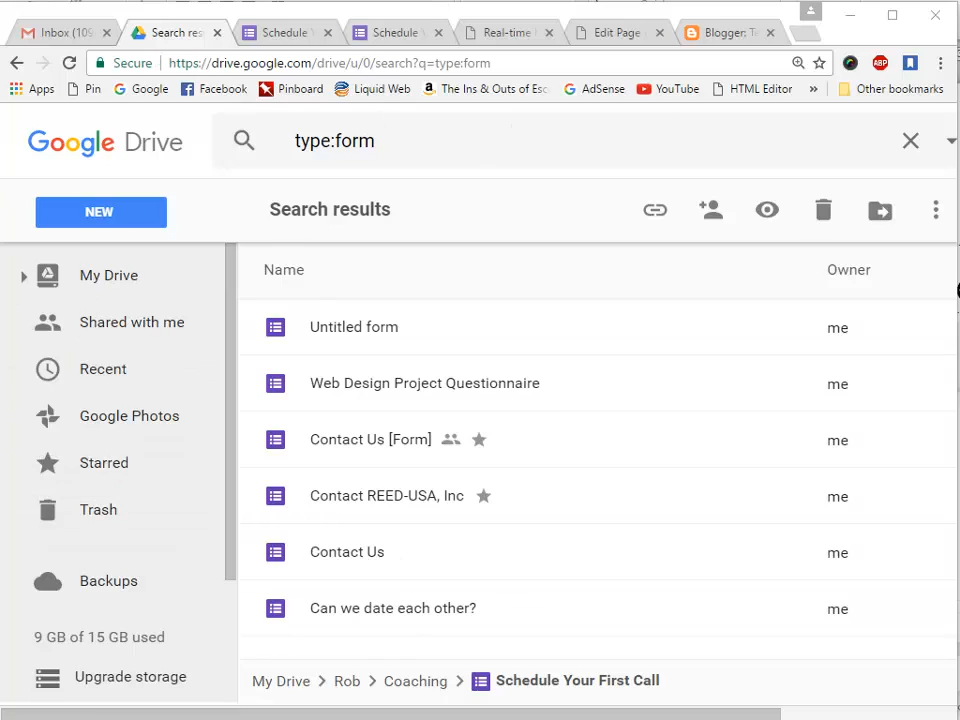 Inbox (109 Search res Schedule Y Schedule Y Real-time Edit Page Blogger: T
Secure https://drive.google.com/drive/u/0/search?q=type:form
Apps Pin Google Facebook Pinboard Liquid Web The Ins & Outs of Esc AdSense YouTube HTML Editor » Other bookmarks
ABP
Google Drive type:form
NEW Search results
My Drive
Shared with me
Recent
Google Photos
Starred
Trash
Backups
9 GB of 15 GB used
Upgrade storage
Name Owner
Untitled form me
Web Design Project Questionnaire me
Contact Us [Form] me
Contact REED-USA, Inc me
Contact Us me
Can we date each other? me
My Drive > Rob > Coaching > Schedule Your First Call